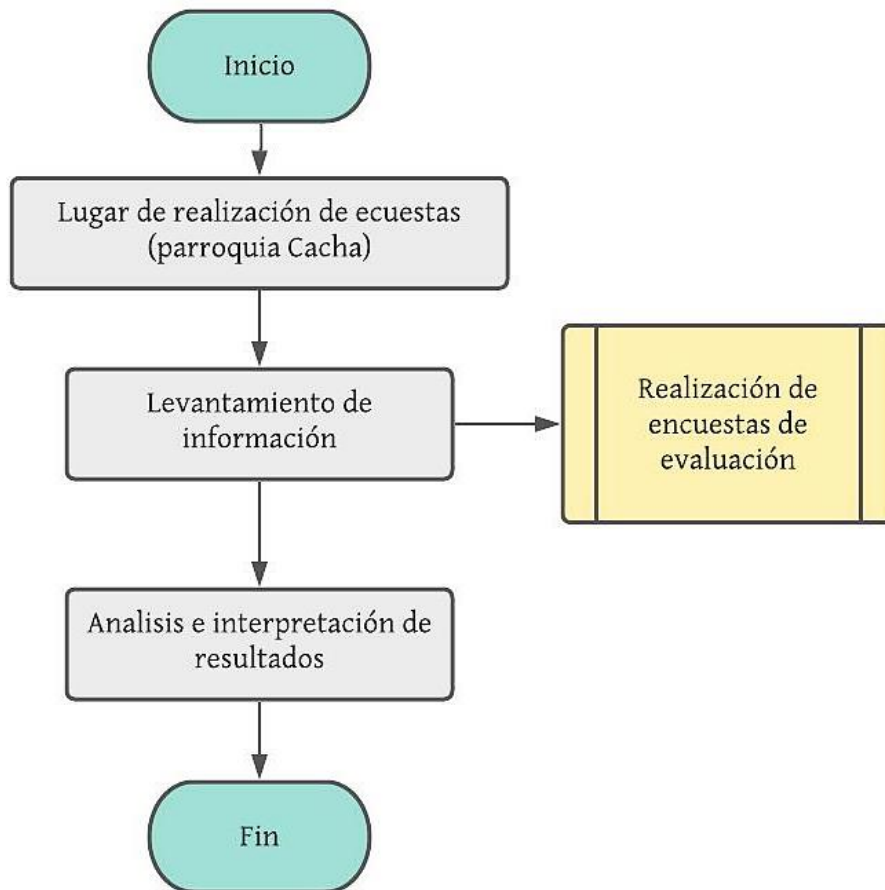 Inicio
Lugar de realización de ecuestas
(parroquia Cacha)
Levantamiento de
información
Realización de
encuestas de
evaluación
Analisis e interpretación de
resultados
Fin